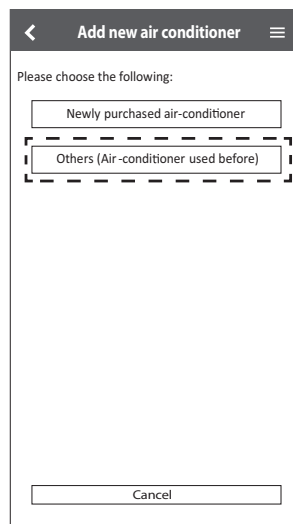 Add new air conditioner
Please choose the following:
Newly purchased air-conditioner
Others (Air-conditioner used before)
Cancel